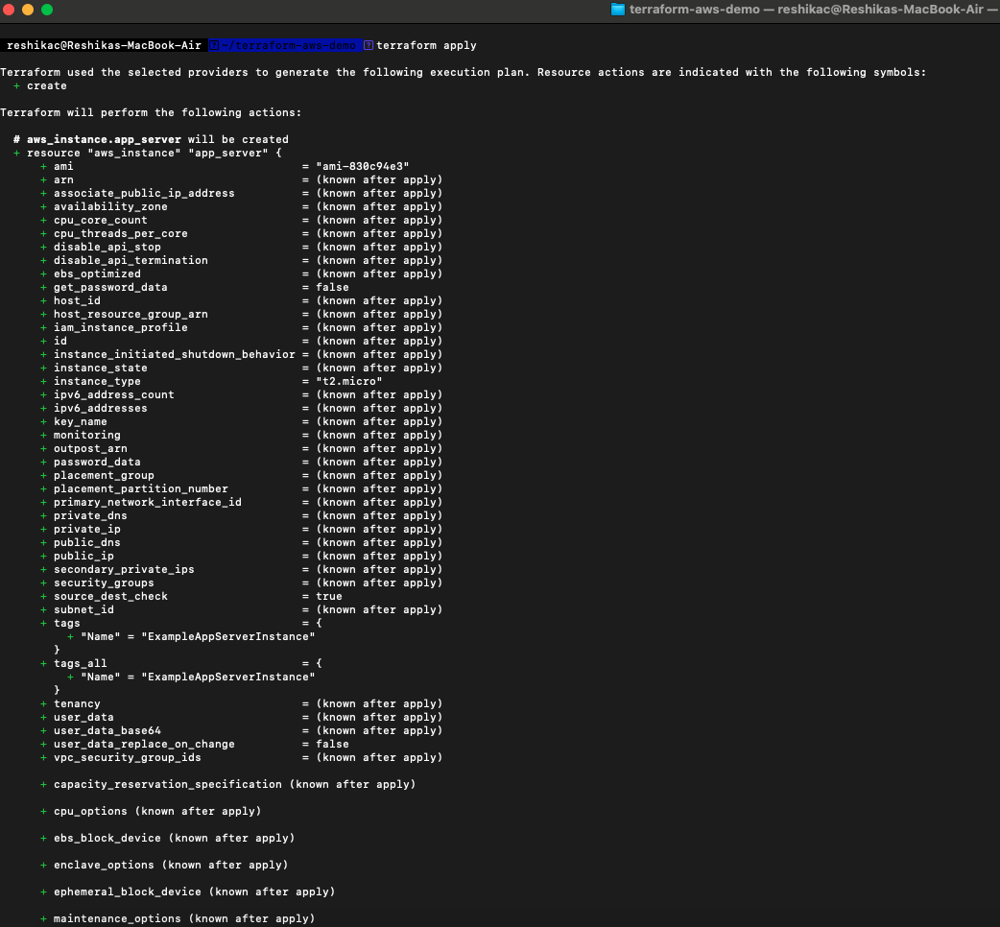 terraform-aws-demo — reshikac@Reshikas-MacBook-Air —
reshikac@Reshikas-MacBook-Air ~/terraform-aws-demo terraform apply
Terraform used the selected providers to generate the following execution plan. Resource actions are indicated with the following symbols:
+ create
Terraform will perform the following actions:
# aws_instance.app_server will be created
+ resource "aws_instance" "app_server" {
+ ami = "ami-830c94e3"
+ arn = (known after apply)
+ associate_public_ip_address = (known after apply)
+ availability_zone = (known after apply)
+ cpu_core_count = (known after apply)
+ cpu_threads_per_core = (known after apply)
+ disable_api_stop = (known after apply)
+ disable_api_termination = (known after apply)
+ ebs_optimized = (known after apply)
+ get_password_data = false
+ host_id = (known after apply)
+ host_resource_group_arn = (known after apply)
+ iam_instance_profile = (known after apply)
+ id = (known after apply)
+ instance_initiated_shutdown_behavior = (known after apply)
+ instance_state = (known after apply)
+ instance_type = "t2.micro"
+ ipv6_address_count = (known after apply)
+ ipv6_addresses = (known after apply)
+ key_name = (known after apply)
+ monitoring = (known after apply)
+ outpost_arn = (known after apply)
+ password_data = (known after apply)
+ placement_group = (known after apply)
+ placement_partition_number = (known after apply)
+ primary_network_interface_id = (known after apply)
+ private_dns = (known after apply)
+ private_ip = (known after apply)
+ public_dns = (known after apply)
+ public_ip = (known after apply)
+ secondary_private_ips = (known after apply)
+ security_groups = (known after apply)
+ source_dest_check = true
+ subnet_id = (known after apply)
+ tags = {
+ "Name" = "ExampleAppServerInstance"
}
+ tags_all = {
+ "Name" = "ExampleAppServerInstance"
}
+ tenancy = (known after apply)
+ user_data = (known after apply)
+ user_data_base64 = (known after apply)
+ user_data_replace_on_change = false
+ vpc_security_group_ids = (known after apply)
+ capacity_reservation_specification (known after apply)
+ cpu_options (known after apply)
+ ebs_block_device (known after apply)
+ enclave_options (known after apply)
+ ephemeral_block_device (known after apply)
+ maintenance_options (known after apply)